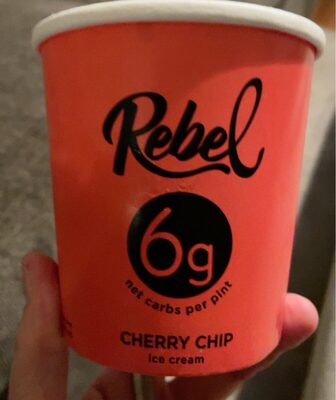 Rebel
6g
net carbs per pint
CHERRY CHIP
ice cream